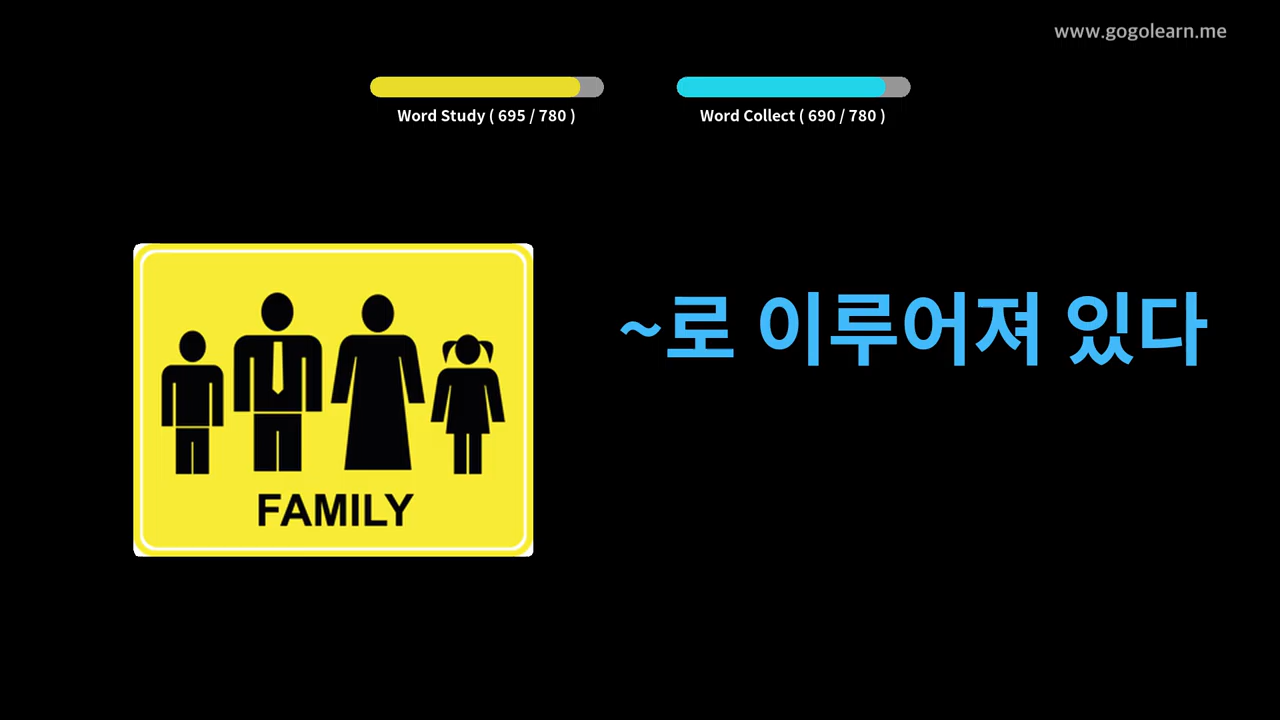 www.gogolearn.me
Word Study ( 695 / 780 )
Word Collect ( 690 / 780 )
~로 이루어져 있다
FAMILY